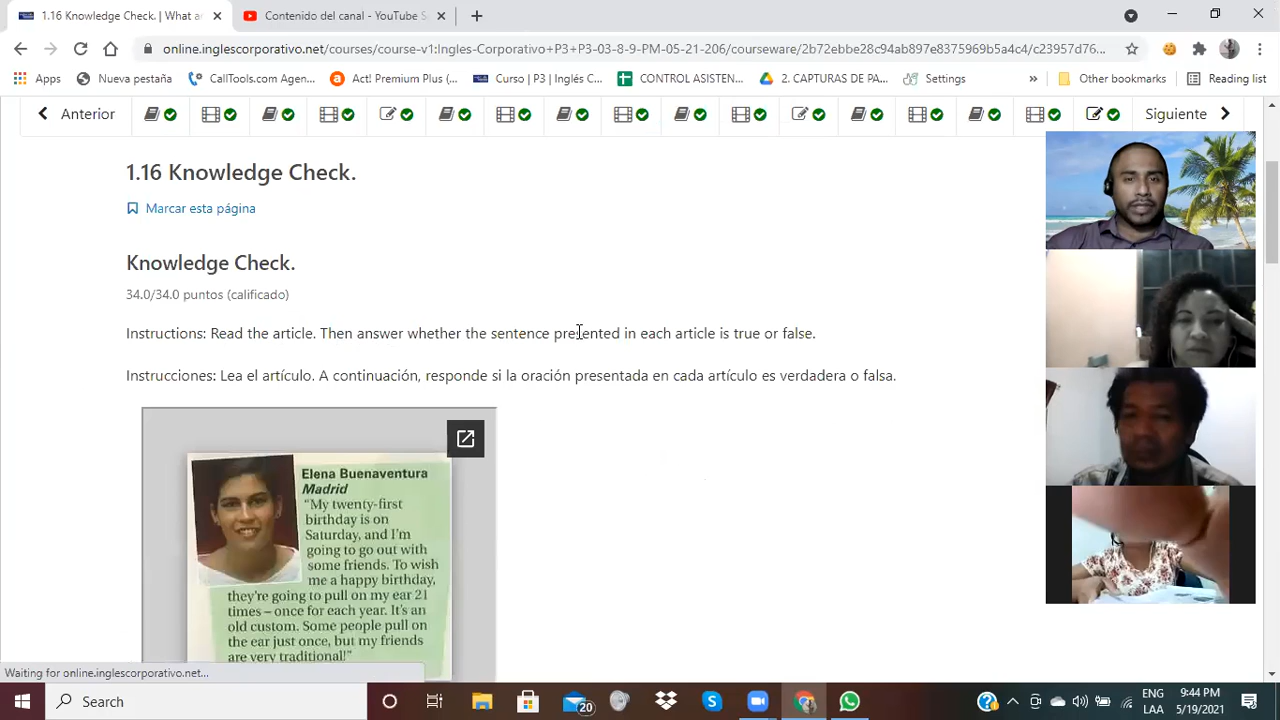 1.16 Knowledge Check. | What a
Contenido del canal - YouTube S
online.inglescorporativo.net/courses/course-v1:Ingles-Corporativo+P3+P3-03-8-9-PM-05-21-206/courseware/2b72ebbe28c94ab897e8375969b5a4c4/c23957d76...
Apps
Nueva pestaña
CallTools.com Agen...
Act! Premium Plus (...
Curso | P3 | Inglés C...
CONTROL ASISTEN...
2. CAPTURAS DE PA...
Settings
»
Other bookmarks
Reading list
Anterior
Siguiente
1.16 Knowledge Check.
Marcar esta página
Knowledge Check.
34.0/34.0 puntos (calificado)
Instructions: Read the article. Then answer whether the sentence presented in each article is true or false.
Instrucciones: Lea el artículo. A continuación, responde si la oración presentada en cada artículo es verdadera o falsa.
Elena Buenaventura
Madrid
"My twenty-first
birthday is on
Saturday, and I'm
going to go out with
some friends. To wish
me a happy birthday,
they're going to pull on my ear 21
times – once for each year. It's an
old custom. Some people pull on
the ear just once, but my friends
are very traditional!"
Waiting for online.inglescorporativo.net...
Search
20
ENG
LAA
9:44 PM
5/19/2021